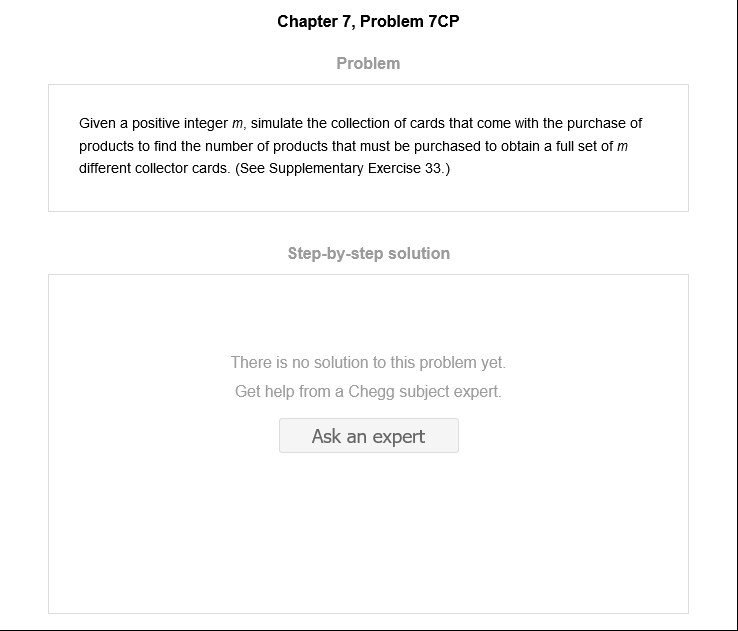 Chapter 7, Problem 7CP
Problem
Given a positive integer m, simulate the collection of cards that come with the purchase of
products to find the number of products that must be purchased to obtain a full set of m
different collector cards. (See Supplementary Exercise 33.)
Step-by-step solution
There is no solution to this problem yet.
Get help from a Chegg subject expert.
Ask an expert